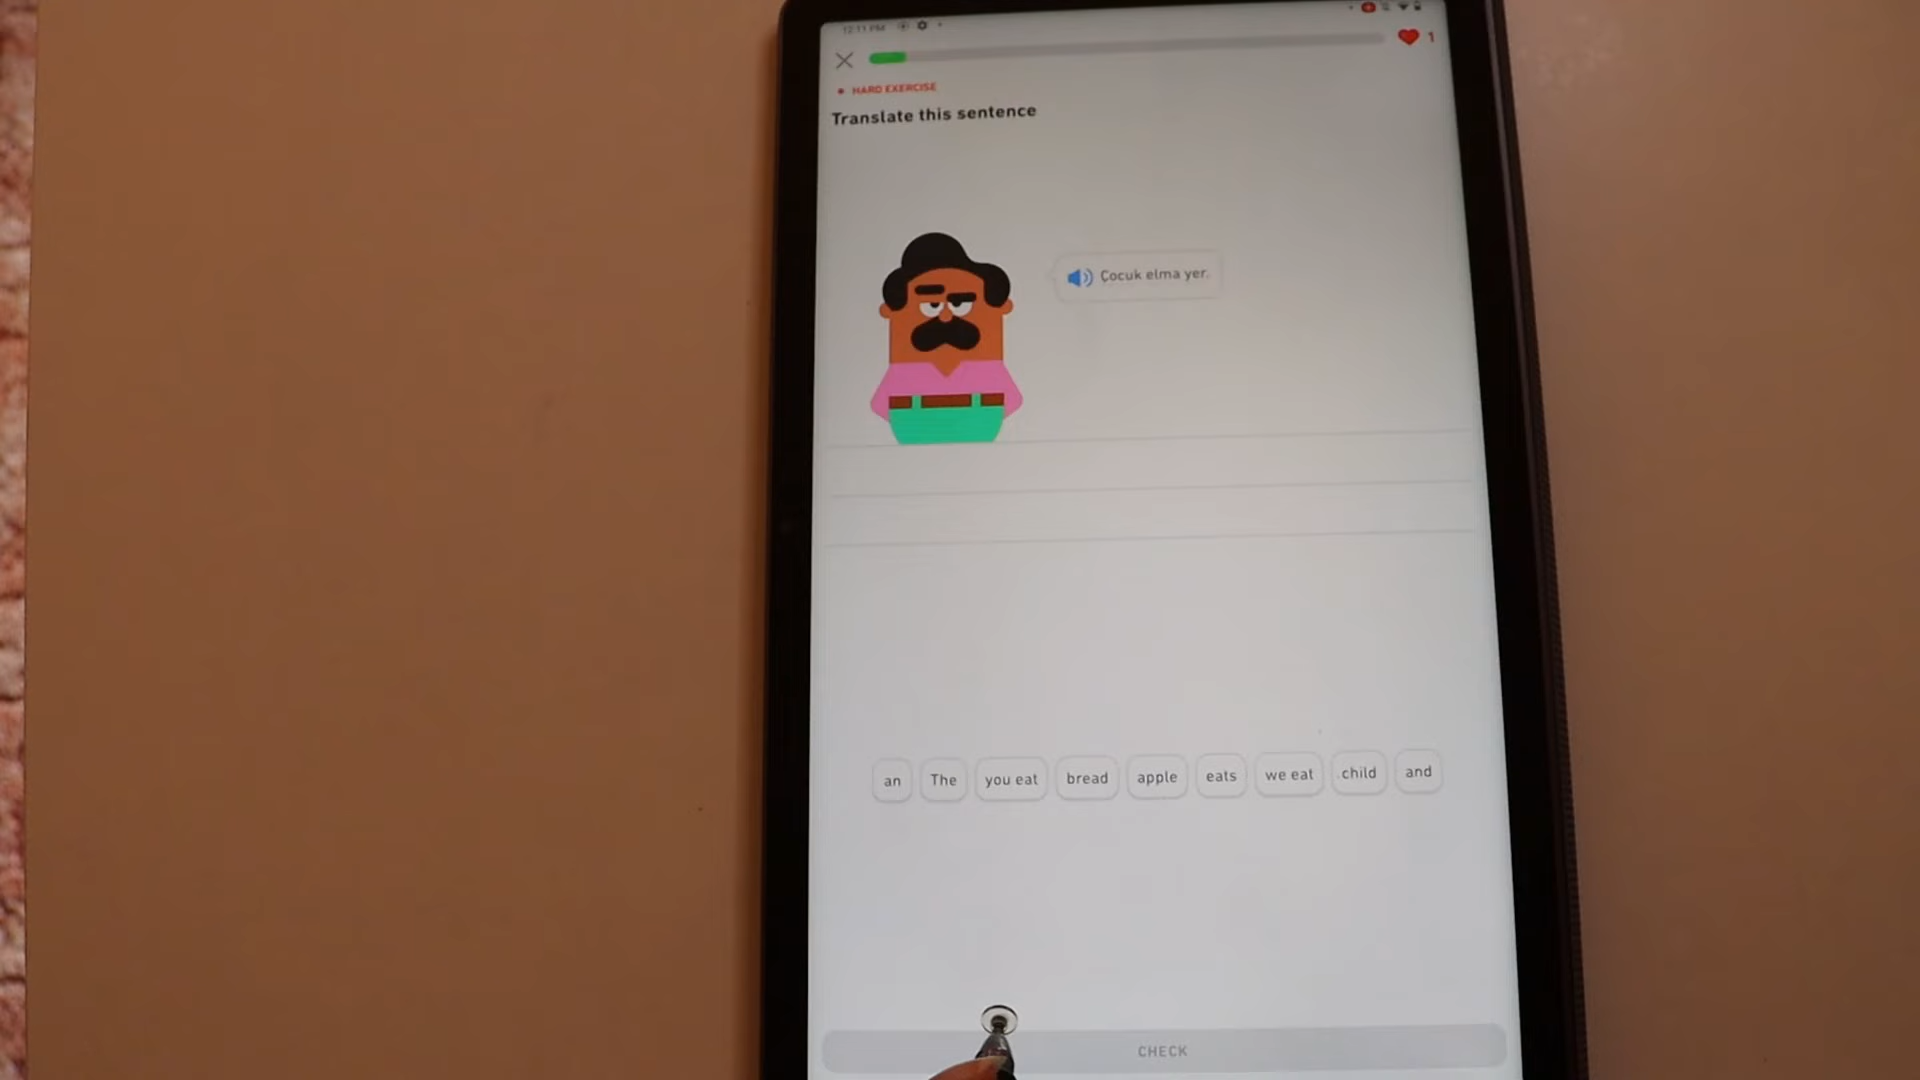 12:11 PM
1
HARD EXERCISE
Translate this sentence
Çocuk elma yer.
an The you eat bread apple eats we eat child and
CHECK